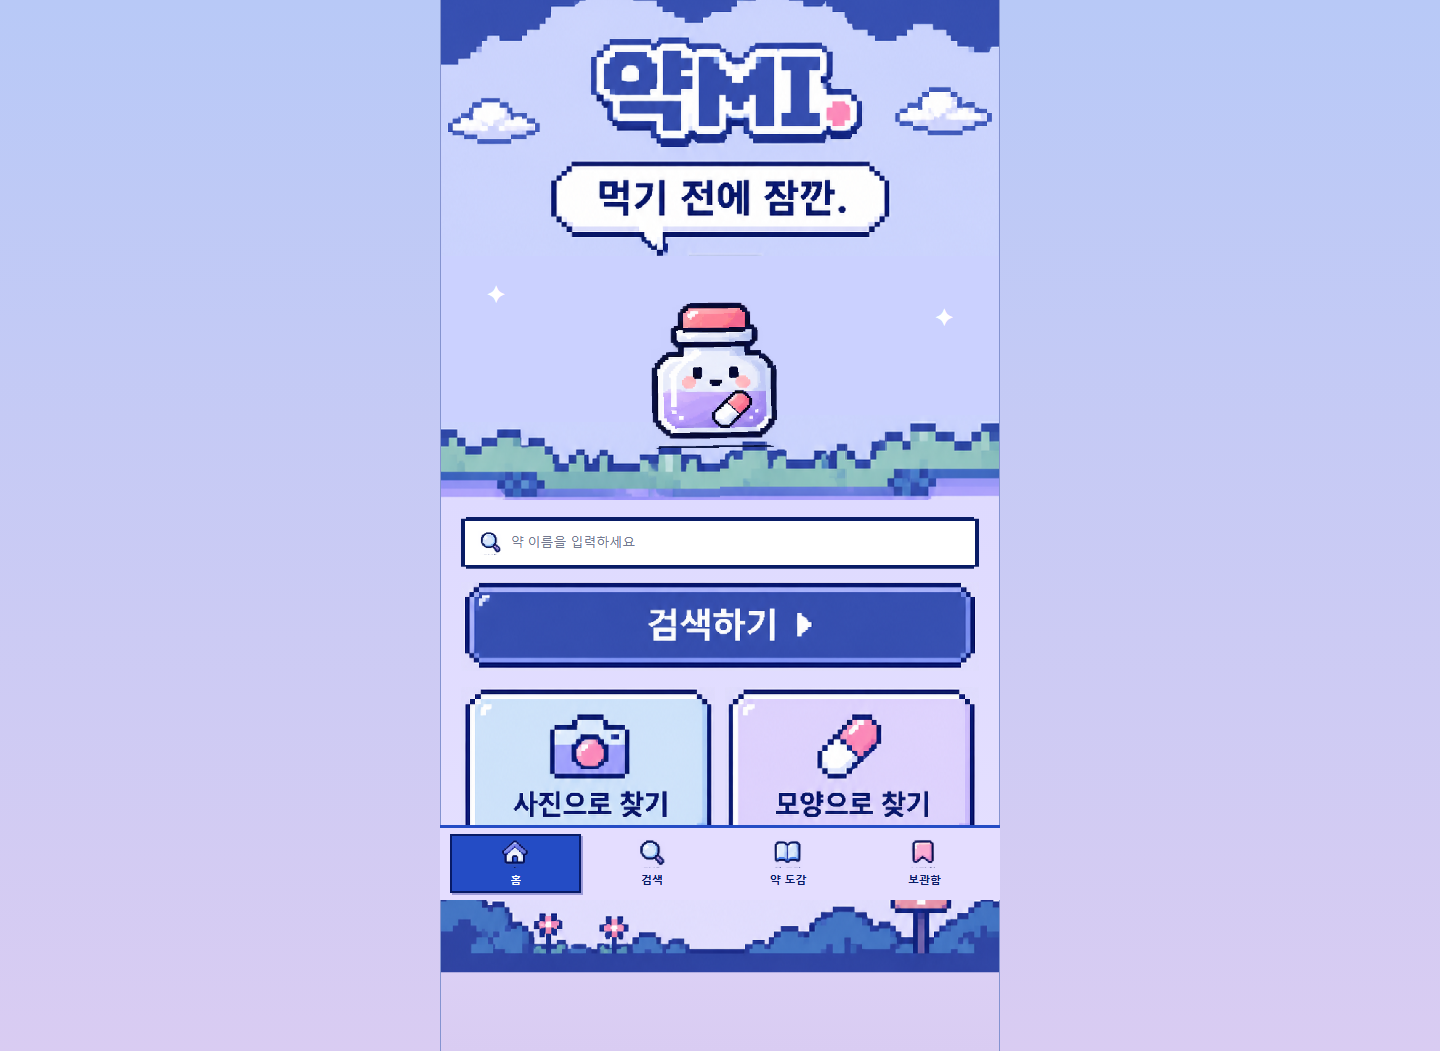 약MI.
먹기 전에 잠깐.
약 이름을 입력하세요
검색하기
사진으로 찾기
모양으로 찾기
홈
검색
약 도감
보관함